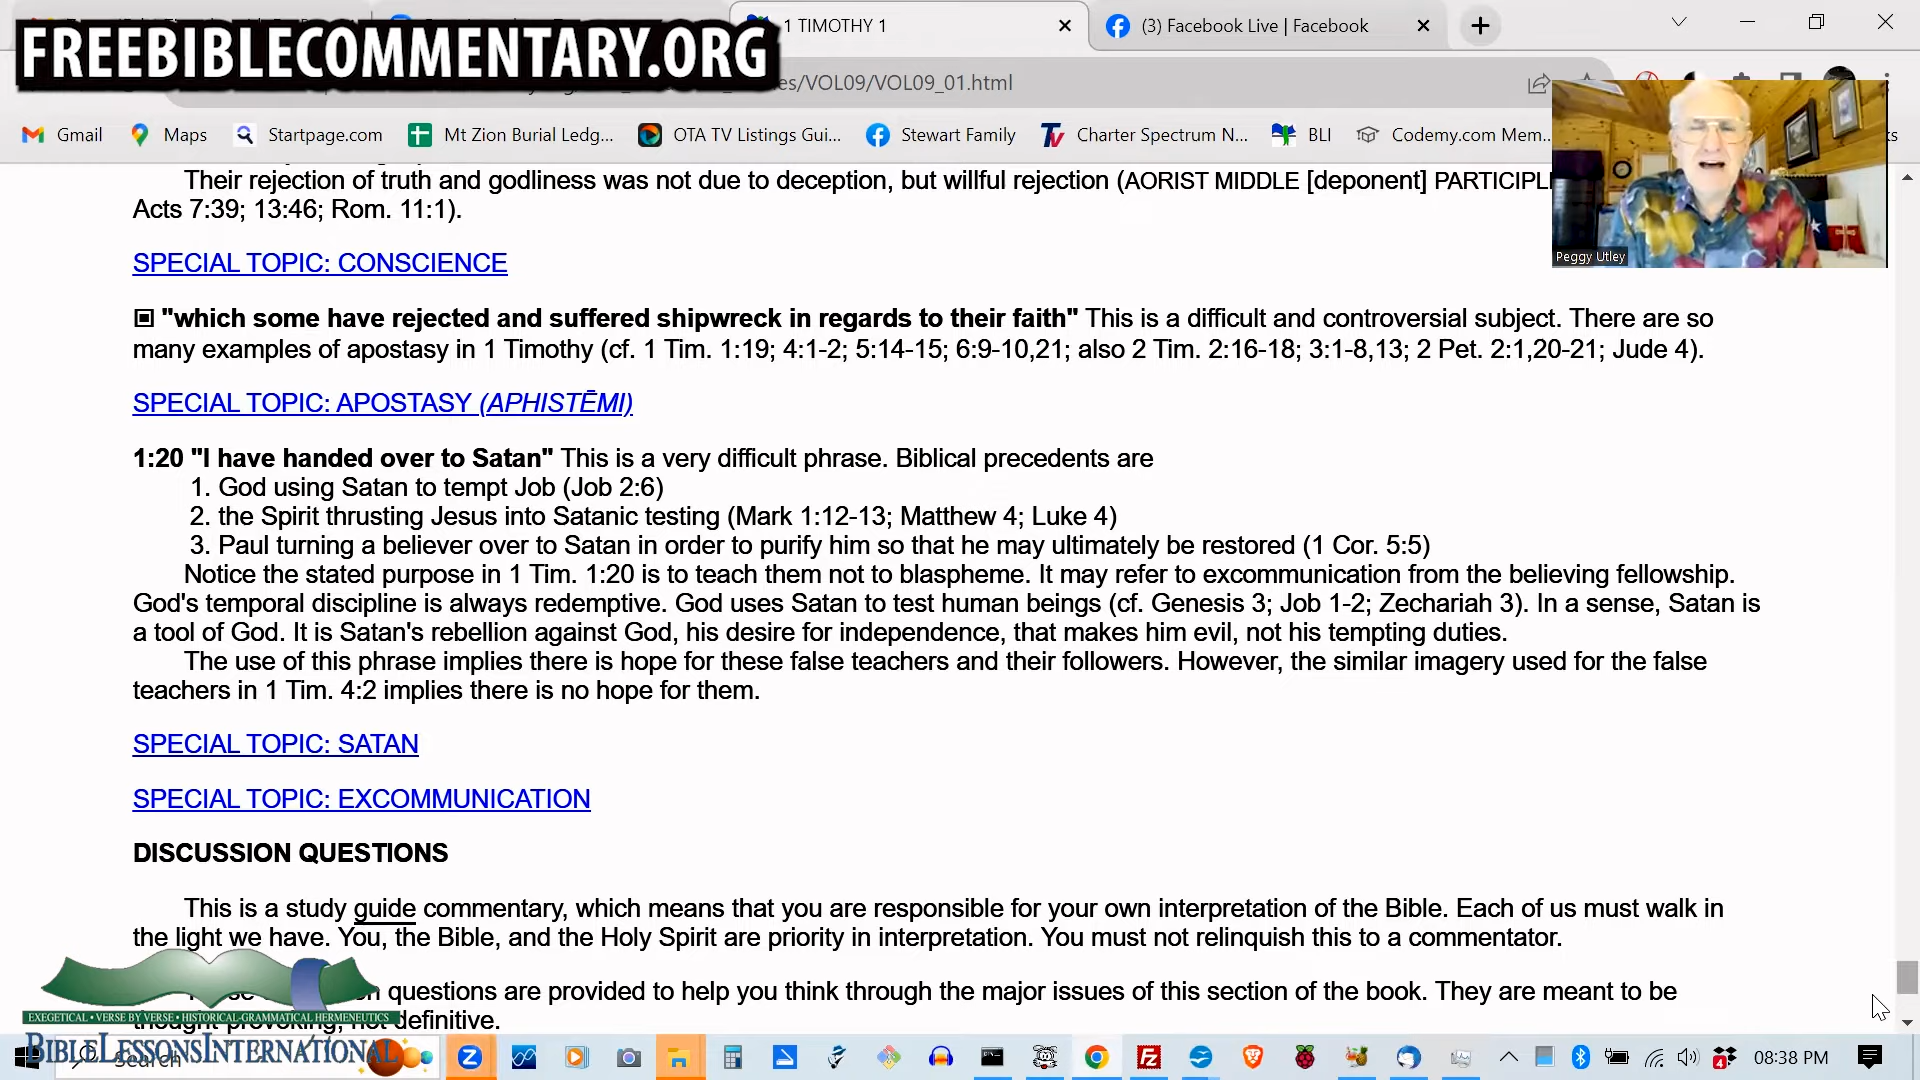 FREEBIBLECOMMENTARY.ORG
1 TIMOTHY 1
(3) Facebook Live | Facebook
es/VOL09/VOL09_01.html
Gmail
Maps
Startpage.com
Mt Zion Burial Ledg...
OTA TV Listings Gui...
Stewart Family
Charter Spectrum N...
BLI
Codemy.com Mem...
Their rejection of truth and godliness was not due to deception, but willful rejection (AORIST MIDDLE [deponent] PARTICIPL
Acts 7:39; 13:46; Rom. 11:1).
Peggy Utley
SPECIAL TOPIC: CONSCIENCE
"which some have rejected and suffered shipwreck in regards to their faith" This is a difficult and controversial subject. There are so
many examples of apostasy in 1 Timothy (cf. 1 Tim. 1:19; 4:1-2; 5:14-15; 6:9-10,21; also 2 Tim. 2:16-18; 3:1-8,13; 2 Pet. 2:1,20-21; Jude 4).
SPECIAL TOPIC: APOSTASY (APHISTĒMI)
1:20 "I have handed over to Satan" This is a very difficult phrase. Biblical precedents are
1. God using Satan to tempt Job (Job 2:6)
2. the Spirit thrusting Jesus into Satanic testing (Mark 1:12-13; Matthew 4; Luke 4)
3. Paul turning a believer over to Satan in order to purify him so that he may ultimately be restored (1 Cor. 5:5)
Notice the stated purpose in 1 Tim. 1:20 is to teach them not to blaspheme. It may refer to excommunication from the believing fellowship.
God's temporal discipline is always redemptive. God uses Satan to test human beings (cf. Genesis 3; Job 1-2; Zechariah 3). In a sense, Satan is
a tool of God. It is Satan's rebellion against God, his desire for independence, that makes him evil, not his tempting duties.
The use of this phrase implies there is hope for these false teachers and their followers. However, the similar imagery used for the false
teachers in 1 Tim. 4:2 implies there is no hope for them.
SPECIAL TOPIC: SATAN
SPECIAL TOPIC: EXCOMMUNICATION
DISCUSSION QUESTIONS
This is a study guide commentary, which means that you are responsible for your own interpretation of the Bible. Each of us must walk in
the light we have. You, the Bible, and the Holy Spirit are priority in interpretation. You must not relinquish this to a commentator.
questions are provided to help you think through the major issues of this section of the book. They are meant to be
thought provoking, not definitive.
EXEGETICAL • VERSE BY VERSE • HISTORICAL-GRAMMATICAL HERMENEUTICS
BIBLELESSONSINTERNATIONAL
Search
08:38 PM